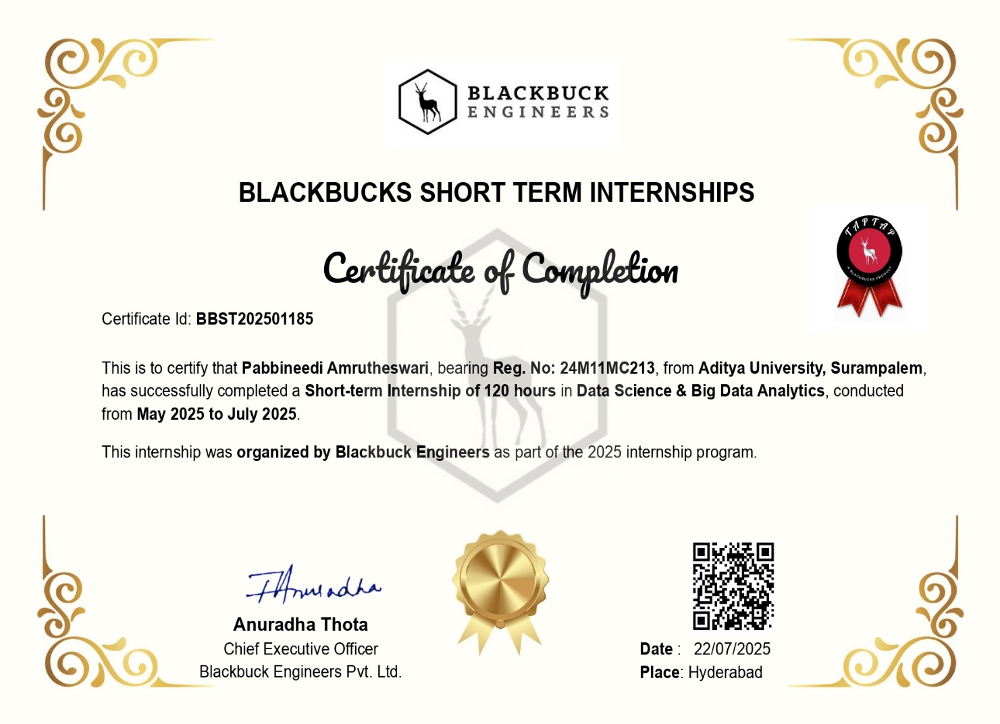 BLACKBUCK
ENGINEERS
BLACKBUCKS SHORT TERM INTERNSHIPS
TAPTAP
A BLACKBUCKS PRODUCT
Certificate of Completion
Certificate Id: BBST202501185
This is to certify that Pabbineedi Amrutheswari, bearing Reg. No: 24M11MC213, from Aditya University, Surampalem,
has successfully completed a Short-term Internship of 120 hours in Data Science & Big Data Analytics, conducted
from May 2025 to July 2025.
This internship was organized by Blackbuck Engineers as part of the 2025 internship program.
TAnuradha
Anuradha Thota
Chief Executive Officer
Blackbuck Engineers Pvt. Ltd.
Date : 22/07/2025
Place: Hyderabad